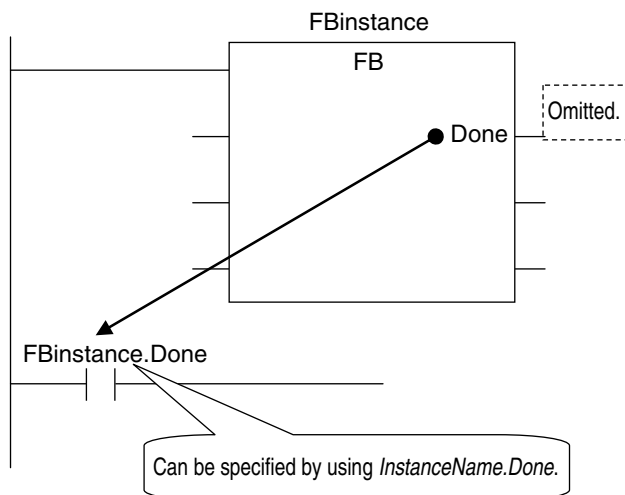 FBinstance
FB
Omitted.
Done
FBinstance.Done
Can be specified by using InstanceName.Done.